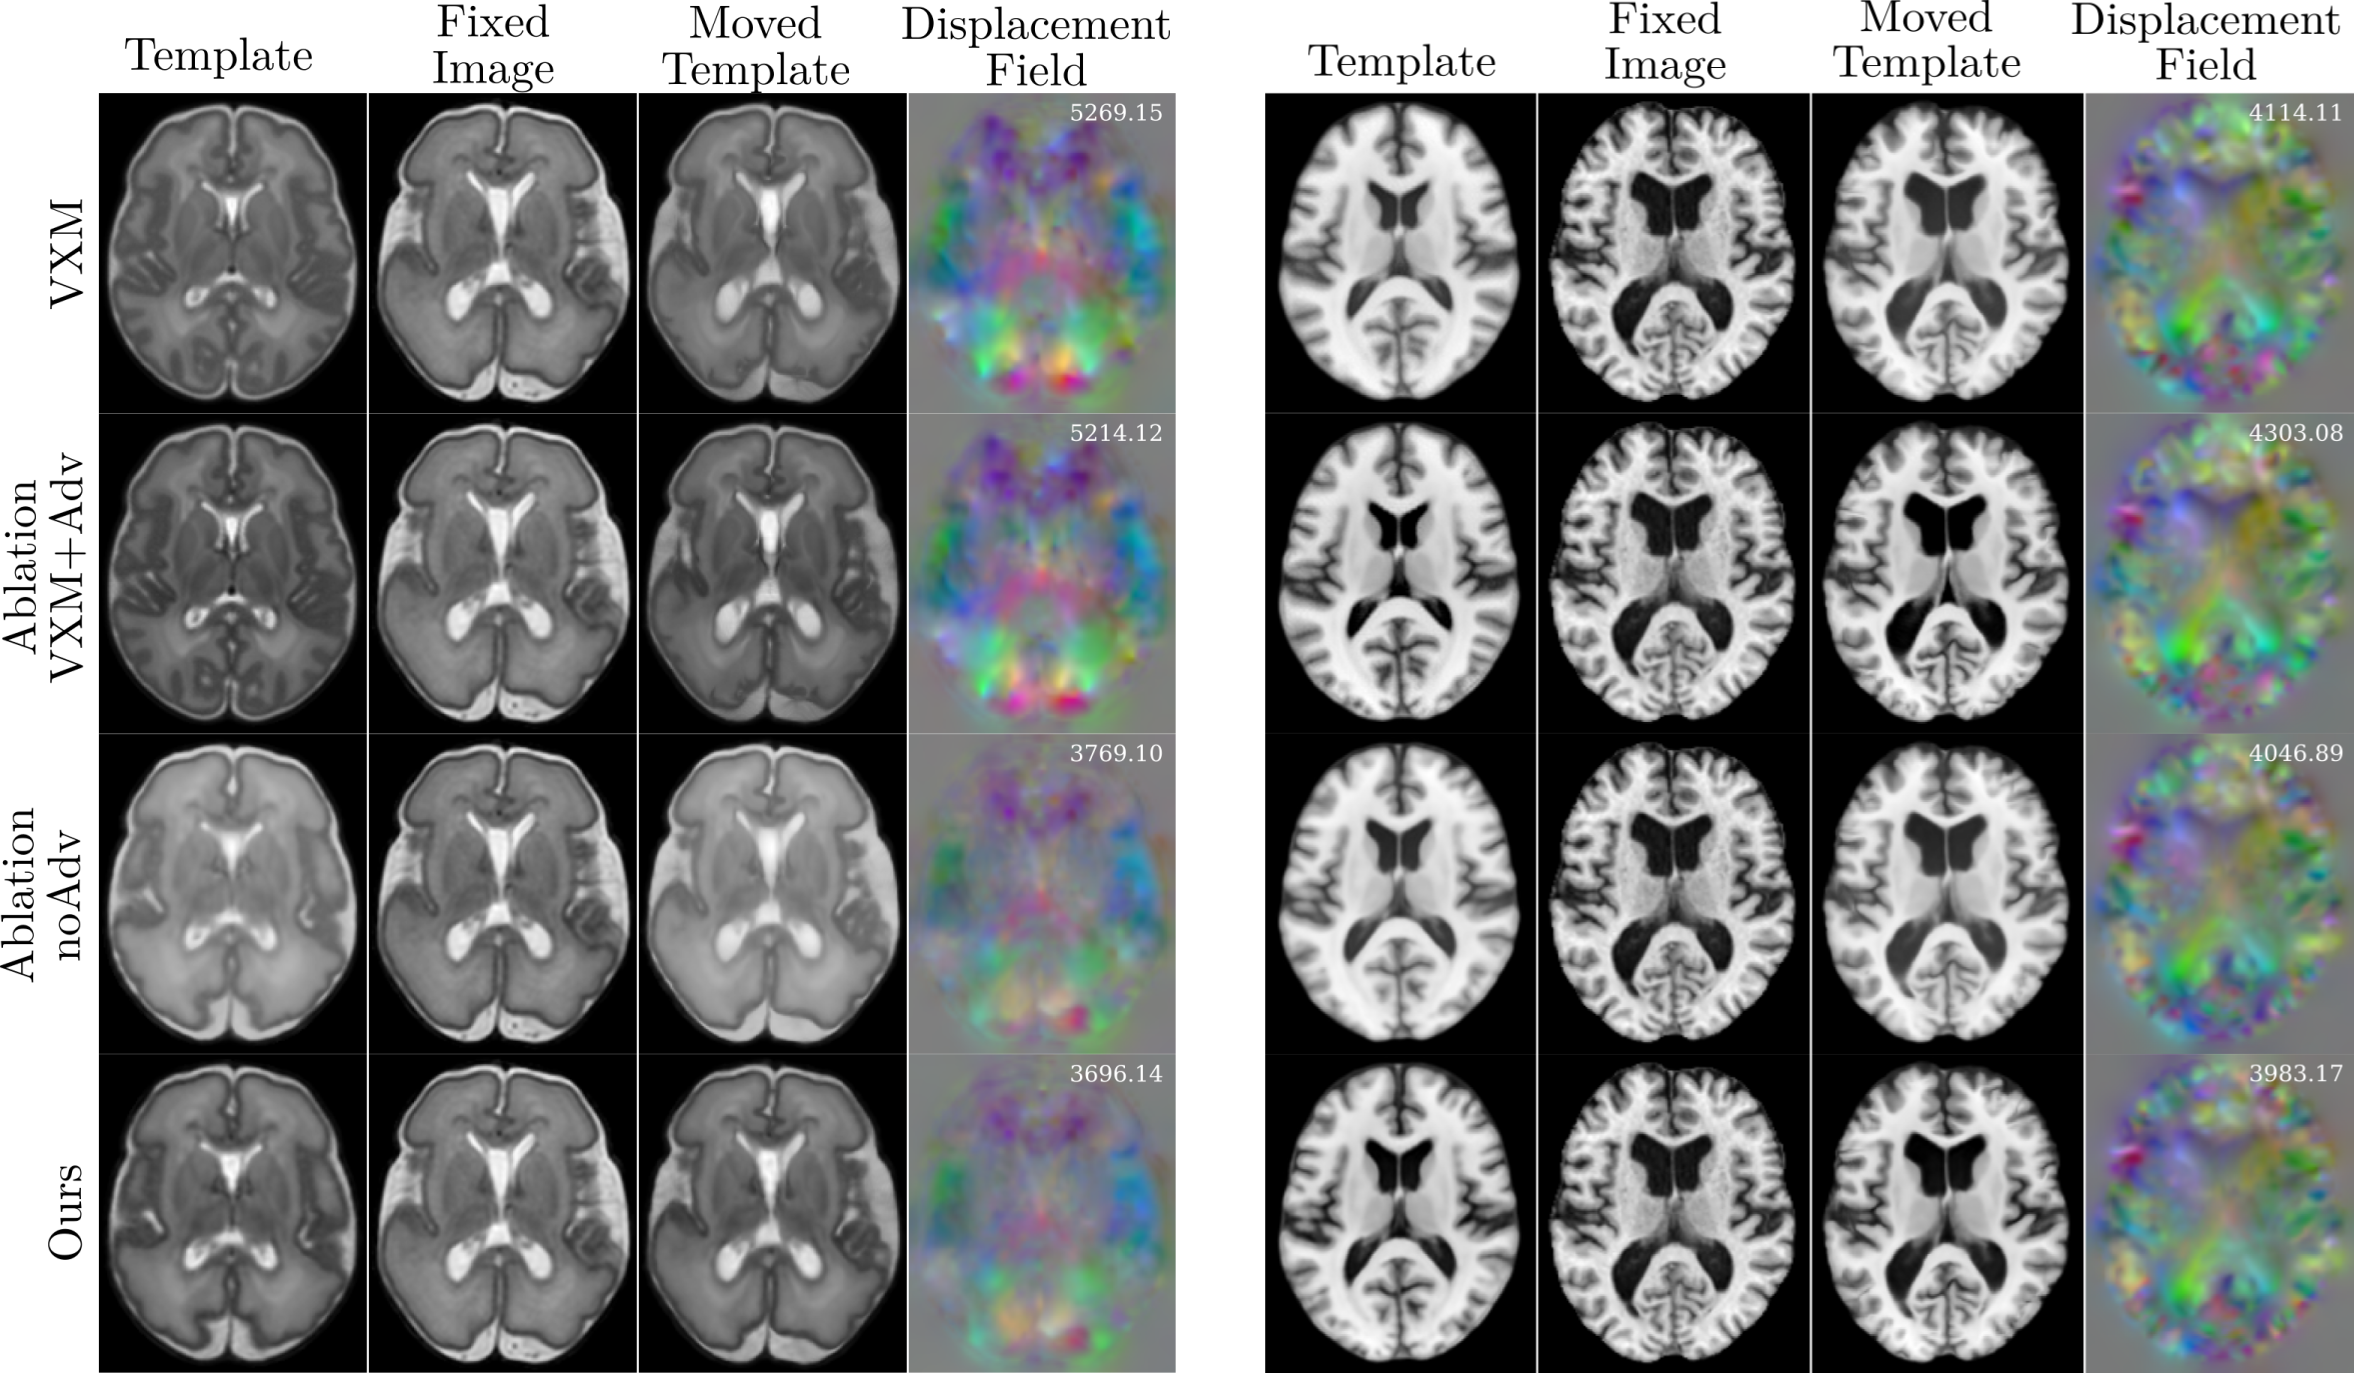 Template
Fixed
Image
Moved
Template
Displacement
Field
Template
Fixed
Image
Moved
Template
Displacement
Field
VXM
5269.15
4114.11
Ablation
VXM+Adv
5214.12
4303.08
Ablation
noAdv
3769.10
4046.89
Ours
3696.14
3983.17